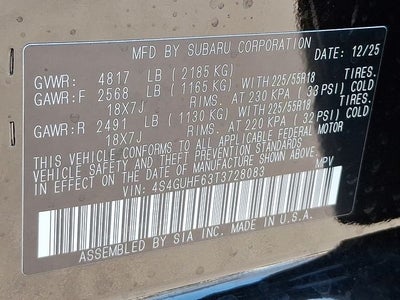 MFD BY SUBARU CORPORATION DATE 12/25
GVWR: 4817 LB (2185 KG)
GAWR:F 2568 LB (1165 KG) WITH 225/55R18 TIRES.
18X7J RIMS. AT 230 KPA (33 PSI) COLD
GAWR:R 2491 LB (1130 KG) WITH 225/55R18 TIRES.
18X7J RIMS. AT 220 KPA (32 PSI) COLD
THIS VEHICLE CONFORMS TO ALL APPLICABLE FEDERAL MOTOR
VEHICLE SAFETY STANDARDS IN EFFECT ON THE
DATE OF MANUFACTURE SHOWN ABOVE.
VIN: 4S4GUHF63T3728083 MPV
ASSEMBLED BY SIA INC. MADE IN U.S.A.